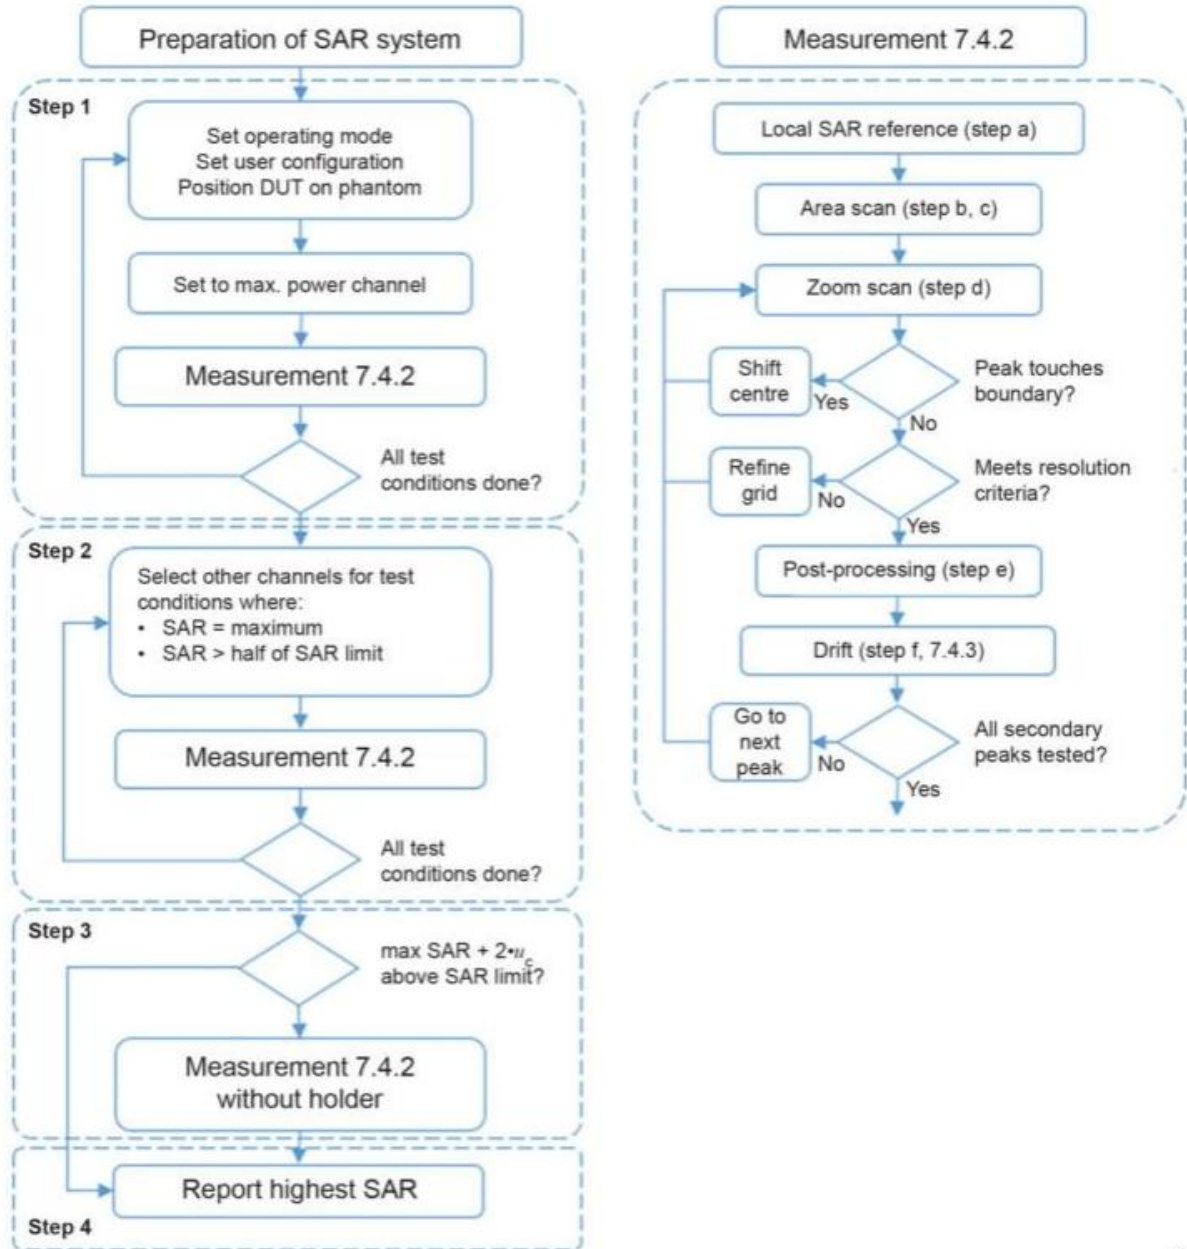 Preparation of SAR system
Step 1
Set operating mode
Set user configuration
Position DUT on phantom
Set to max. power channel
Measurement 7.4.2
All test
conditions done?
Step 2
Select other channels for test
conditions where:
• SAR = maximum
• SAR > half of SAR limit
Measurement 7.4.2
All test
conditions done?
Step 3
max SAR + 2•u_c
above SAR limit?
Measurement 7.4.2
without holder
Report highest SAR
Step 4
Measurement 7.4.2
Local SAR reference (step a)
Area scan (step b, c)
Zoom scan (step d)
Shift
centre
Yes
Peak touches
boundary?
No
Refine
grid
No
Meets resolution
criteria?
Yes
Post-processing (step e)
Drift (step f, 7.4.3)
Go to
next
peak
No
All secondary
peaks tested?
Yes